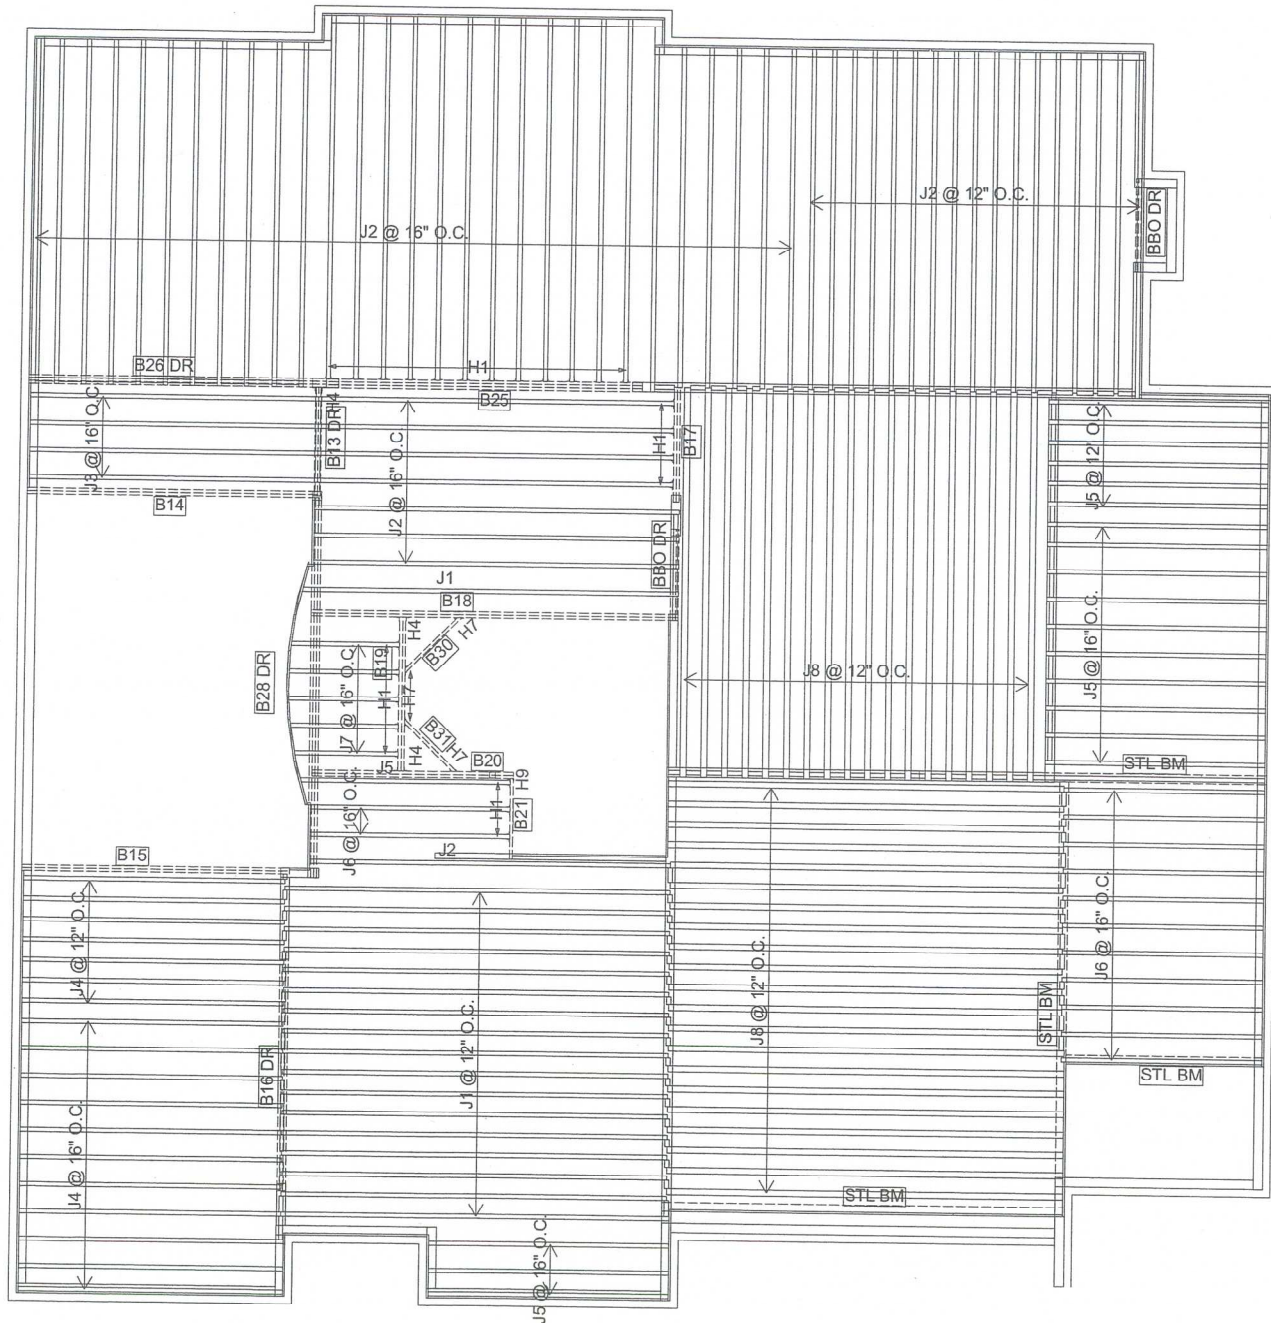 J2 @ 12" O.C.
BBO DR
J2 @ 16" O.C.
B26 DR
H1
B25
H4
B13 DR
J3 @ 16" O.C.
J2 @ 16" O.C.
H1
B17
J5 @ 12" O.C.
B14
BBO DR
J1
B18
H4
H7
B30
B19
J5 @ 16" O.C.
J8 @ 12" O.C.
B28 DR
J7 @ 16" O.C.
H1
H7
B31
H7
H4
J5
B20
STL BM
H9
H1
B21
J6 @ 16" O.C.
J2
B15
J4 @ 12" O.C.
J6 @ 16" O.C.
J8 @ 12" O.C.
STL BM
J1 @ 12" O.C.
B16 DR
STL BM
J4 @ 16" O.C.
STL BM
J5 @ 16" O.C.